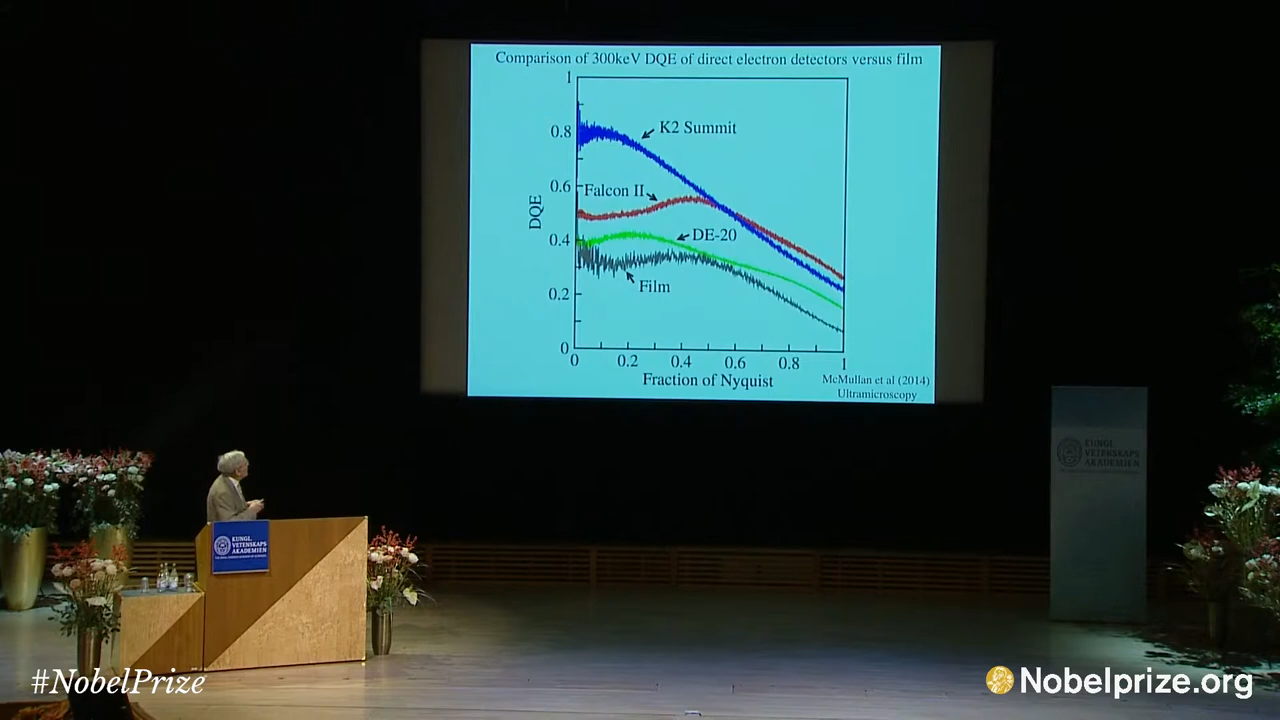 Comparison of 300keV DQE of direct electron detectors versus film
1
0.8
K2 Summit
0.6
Falcon II
DQE
0.4
DE-20
Film
0.2
0
0
0.2
0.4
0.6
0.8
1
Fraction of Nyquist
McMullan et al (2014)
Ultramicroscopy
KUNGL.
VETENSKAPS
AKADEMIEN
KUNGL.
VETENSKAPS
AKADEMIEN
#NobelPrize
Nobelprize.org